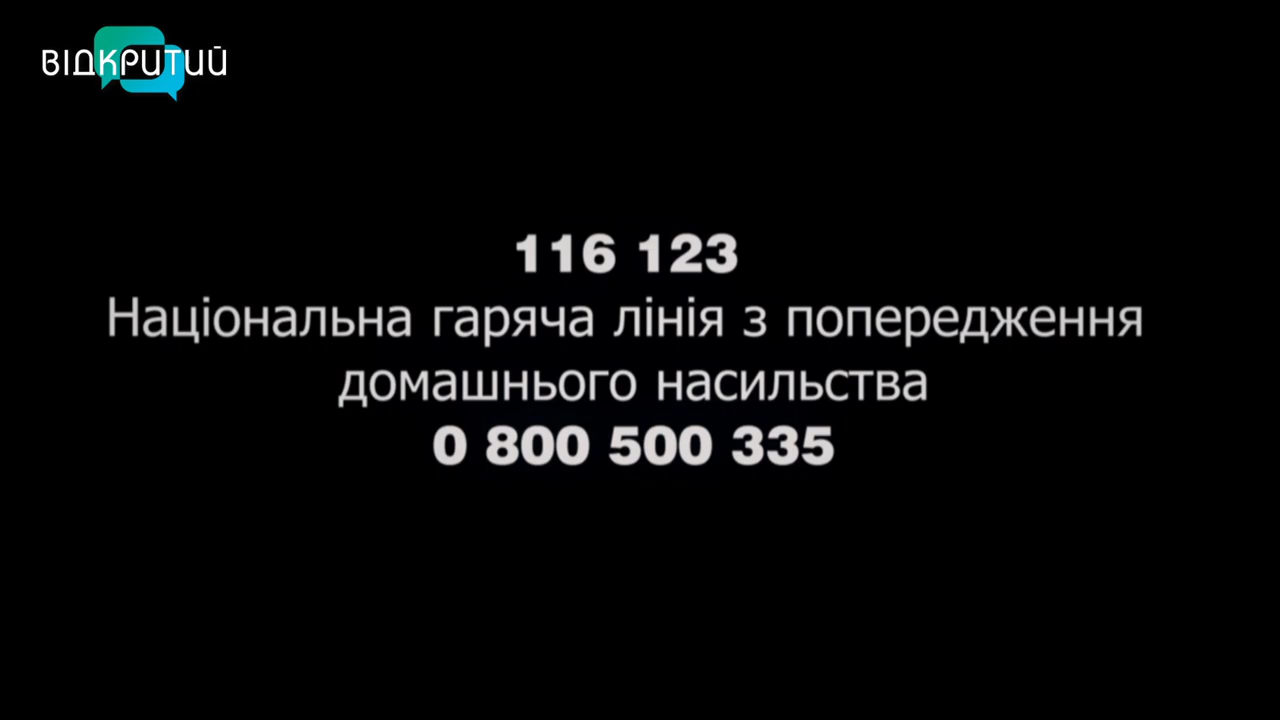 ВІДКРИТИЙ
116 123
Національна гаряча лінія з попередження
домашнього насильства
0 800 500 335